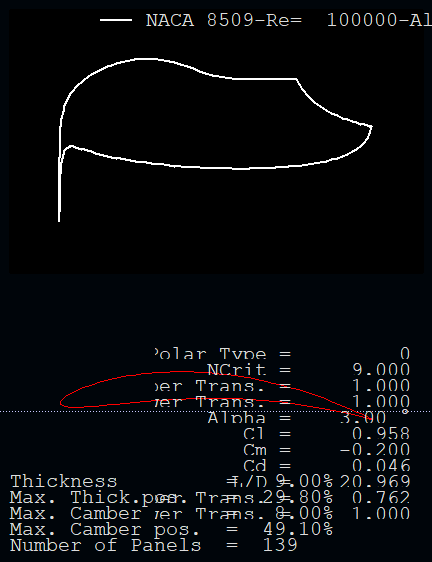 NACA 8509-Re= 100000-Al
Polar Type = 0
NCrit = 9.000
per Trans. = 1.000
per Trans. = 1.000
Alpha = 3.00 °
Cl = 0.958
Cm = -0.200
Cd = 0.046
Thickness = 9.00% L/D = 20.969
Max. Thick.pos. = 29.80% per Trans. = 0.762
Max. Camber = 8.00% per Trans. = 1.000
Max. Camber pos. = 49.10%
Number of Panels = 139